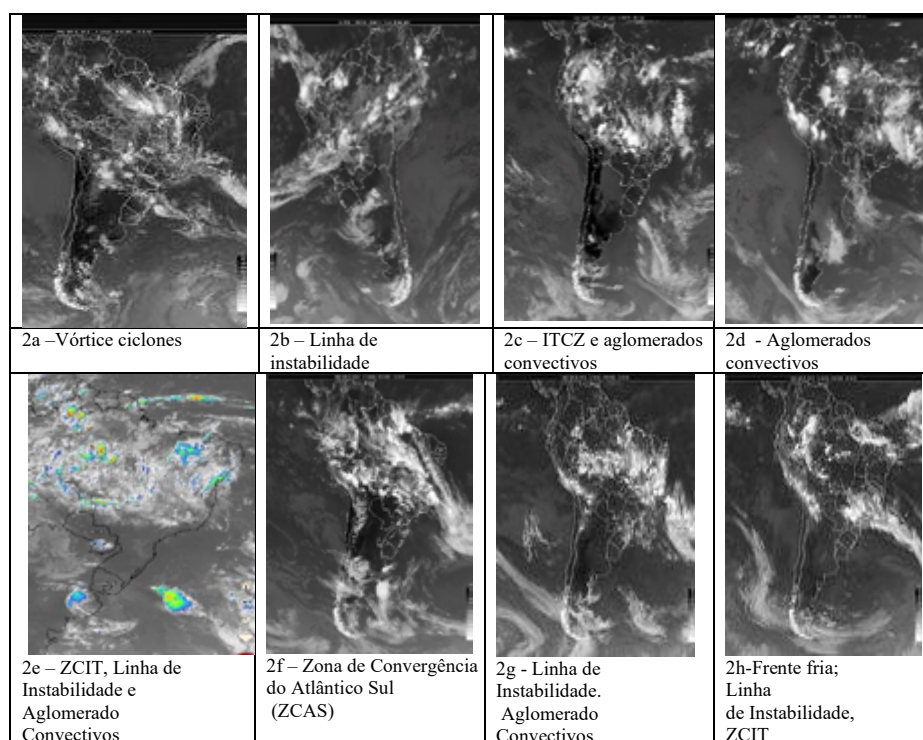 2a –Vórtice ciclones
2b – Linha de
instabilidade
2c – ITCZ e aglomerados
convectivos
2d - Aglomerados
convectivos
2e – ZCIT, Linha de
Instabilidade e
Aglomerado
Convectivos
2f – Zona de Convergência
do Atlântico Sul
(ZCAS)
2g - Linha de
Instabilidade.
Aglomerado
Convectivos
2h-Frente fria;
Linha
de Instabilidade,
ZCIT